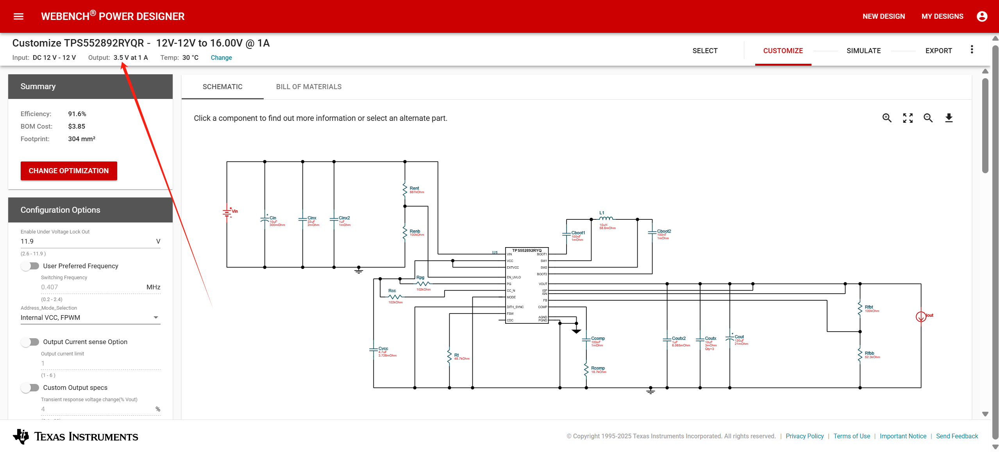 WEBENCH® POWER DESIGNER
NEW DESIGN
MY DESIGNS
Customize TPS552892RYQR - 12V-12V to 16.00V @ 1A
Input: DC 12 V - 12 V Output: 3.5 V at 1 A Temp: 30 °C Change
SELECT
CUSTOMIZE
SIMULATE
EXPORT
Summary
Efficiency: 91.6%
BOM Cost: $3.85
Footprint: 304 mm²
CHANGE OPTIMIZATION
Configuration Options
Enable Under Voltage Lock Out
11.9 V
(2.6 - 11.9 )
User Preferred Frequency
Switching Frequency
0.407 MHz
(0.2 - 2.4)
Address_Mode_Selection
Internal VCC, FPWM
Output Current sense Option
Output current limit
1
(1 - 6 )
Custom Output specs
Transient response voltage change(% Vout)
4 %
SCHEMATIC
BILL OF MATERIALS
Click a component to find out more information or select an alternate part.
+
Vin
-
Cin
10uF
300mOhm
Cinx
22uF
2mOhm
Cinx2
1uF
1mOhm
Rent
887kOhm
Renb
100kOhm
L1
10uH
58.6mOhm
Cboot1
100nF
1mOhm
Cboot2
100nF
1mOhm
U1
TPS552892RYQ
VIN
VCC
EXTVCC
EN_UVLO
PG
CC_N
MODE
DITH_SYNC
FSW
CDC
BOOT1
SW1
SW2
BOOT2
VOUT
ISP
ISN
FB
COMP
AGND
PGND
Rpg
102kOhm
Rcc
102kOhm
Cvcc
4.7uF
3.728mOhm
Rt
48.7kOhm
Ccomp
100nF
1mOhm
Rcomp
18.7kOhm
Coutx2
1uF
6.065mOhm
Coutx
10uF
3mOhm
Qty=3
Cout
120uF
21mOhm
Rfbt
100kOhm
Rfbb
52.3kOhm
Iout
TEXAS INSTRUMENTS
© Copyright 1995-2025 Texas Instruments Incorporated. All rights reserved. | Privacy Policy | Terms of Use | Important Notice | Send Feedback